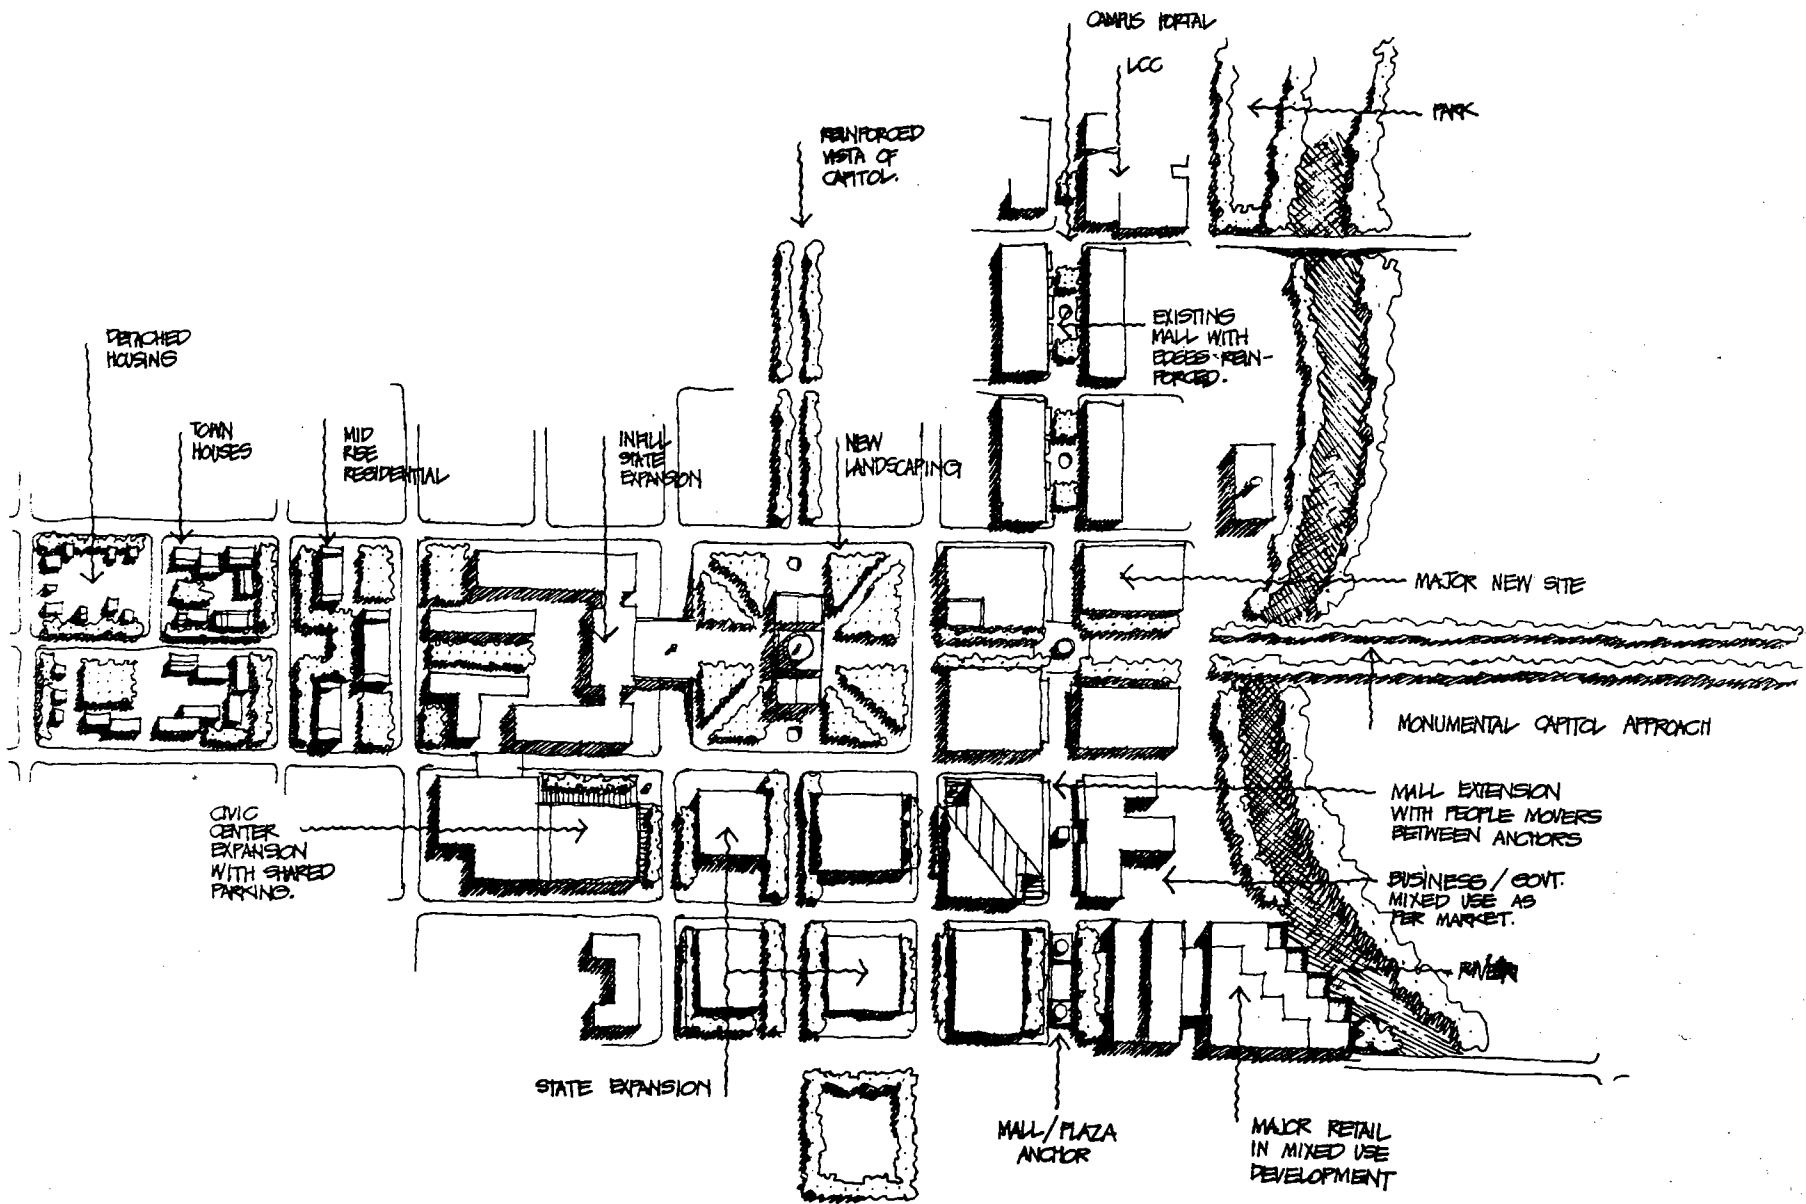 CAMPUS PORTAL
LCC
PARK
REINFORCED
VISTA OF
CAPITOL.
EXISTING
MALL WITH
EDGES REIN-
FORCED.
DETACHED
HOUSING
TOWN
HOUSES
MID
RISE
RESIDENTIAL
INFILL
STATE
EXPANSION
NEW
LANDSCAPING
MAJOR NEW SITE
MONUMENTAL CAPITOL APPROACH
MALL EXTENSION
WITH PEOPLE MOVERS
BETWEEN ANCHORS
CIVIC
CENTER
EXPANSION
WITH SHARED
PARKING.
BUSINESS / GOVT.
MIXED USE AS
PER MARKET.
RIVER
STATE EXPANSION
MALL/PLAZA
ANCHOR
MAJOR RETAIL
IN MIXED USE
DEVELOPMENT